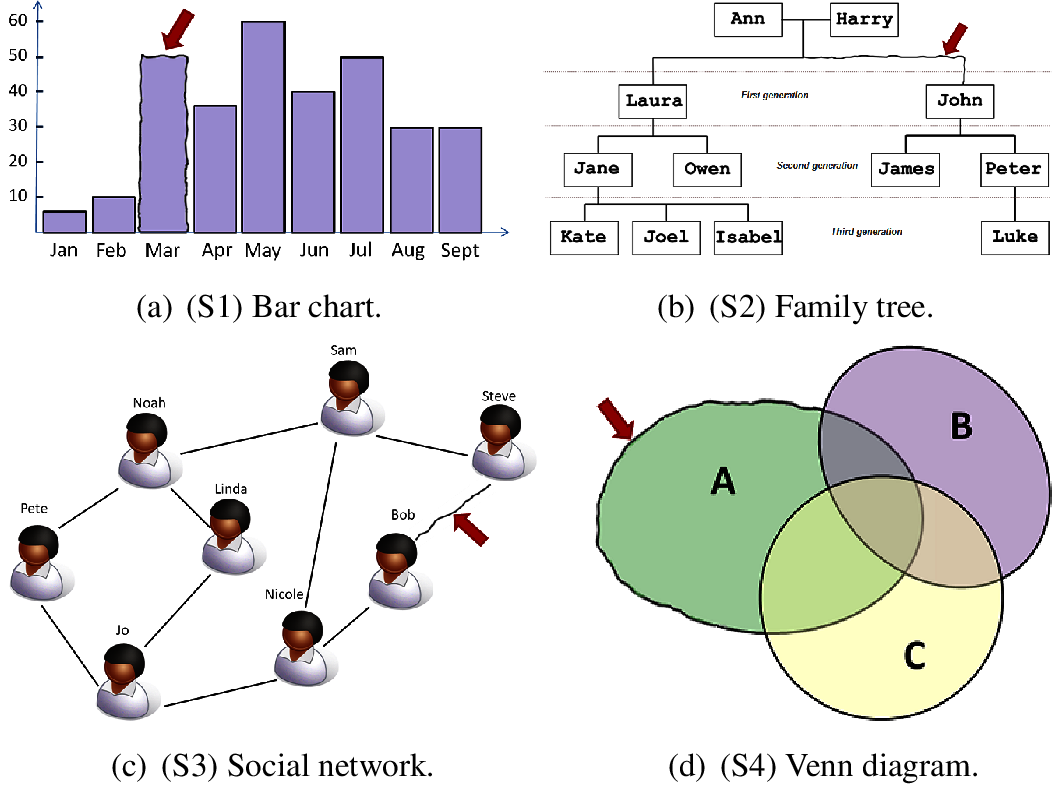 60
50
40
30
20
10
Jan Feb Mar Apr May Jun Jul Aug Sept
(a) (S1) Bar chart.
Ann Harry
Laura First generation John
Jane Owen Second generation James Peter
Kate Joel Isabel Third generation Luke
(b) (S2) Family tree.
Sam
Steve
Noah
Linda
Pete
Bob
Nicole
Jo
(c) (S3) Social network.
B
A
C
(d) (S4) Venn diagram.